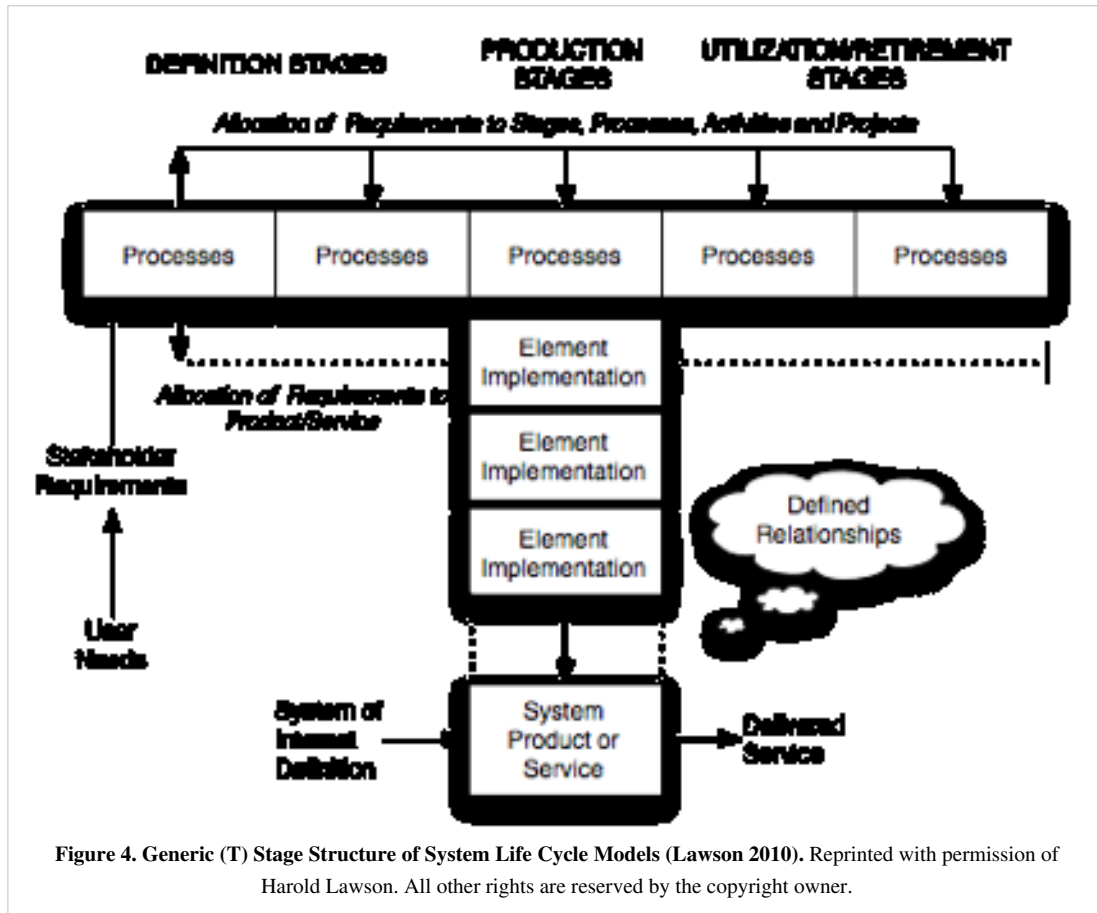 DEFINITION STAGES
PRODUCTION
STAGES
UTILIZATION/RETIREMENT
STAGES
Allocation of Requirements to Stages, Processes, Activities and Projects
Processes
Processes
Processes
Processes
Processes
Element
Implementation
Allocation of Requirements to
Product/Service
Stakeholder
Requirements
Element
Implementation
Defined
Relationships
Element
Implementation
User
Needs
System of
Interest
Definition
System
Product or
Service
Delivered
Service
Figure 4. Generic (T) Stage Structure of System Life Cycle Models (Lawson 2010). Reprinted with permission of
Harold Lawson. All other rights are reserved by the copyright owner.